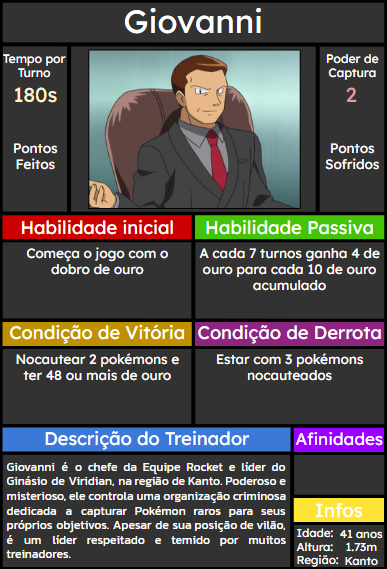 Giovanni
Tempo por
Turno
180s
Pontos
Feitos
Poder de
Captura
2
Pontos
Sofridos
Habilidade inicial
Começa o jogo com o
dobro de ouro
Habilidade Passiva
A cada 7 turnos ganha 4 de
ouro para cada 10 de ouro
acumulado
Condição de Vitória
Nocautear 2 pokémons e
ter 48 ou mais de ouro
Condição de Derrota
Estar com 3 pokémons
nocauteados
Descrição do Treinador
Giovanni é o chefe da Equipe Rocket e líder do
Ginásio de Viridian, na região de Kanto. Poderoso e
misterioso, ele controla uma organização criminosa
dedicada a capturar Pokémon raros para seus
próprios objetivos. Apesar de sua posição de vilão,
é um líder respeitado e temido por muitos
treinadores.
Afinidades
Infos
Idade: 41 anos
Altura: 1.73m
Região: Kanto